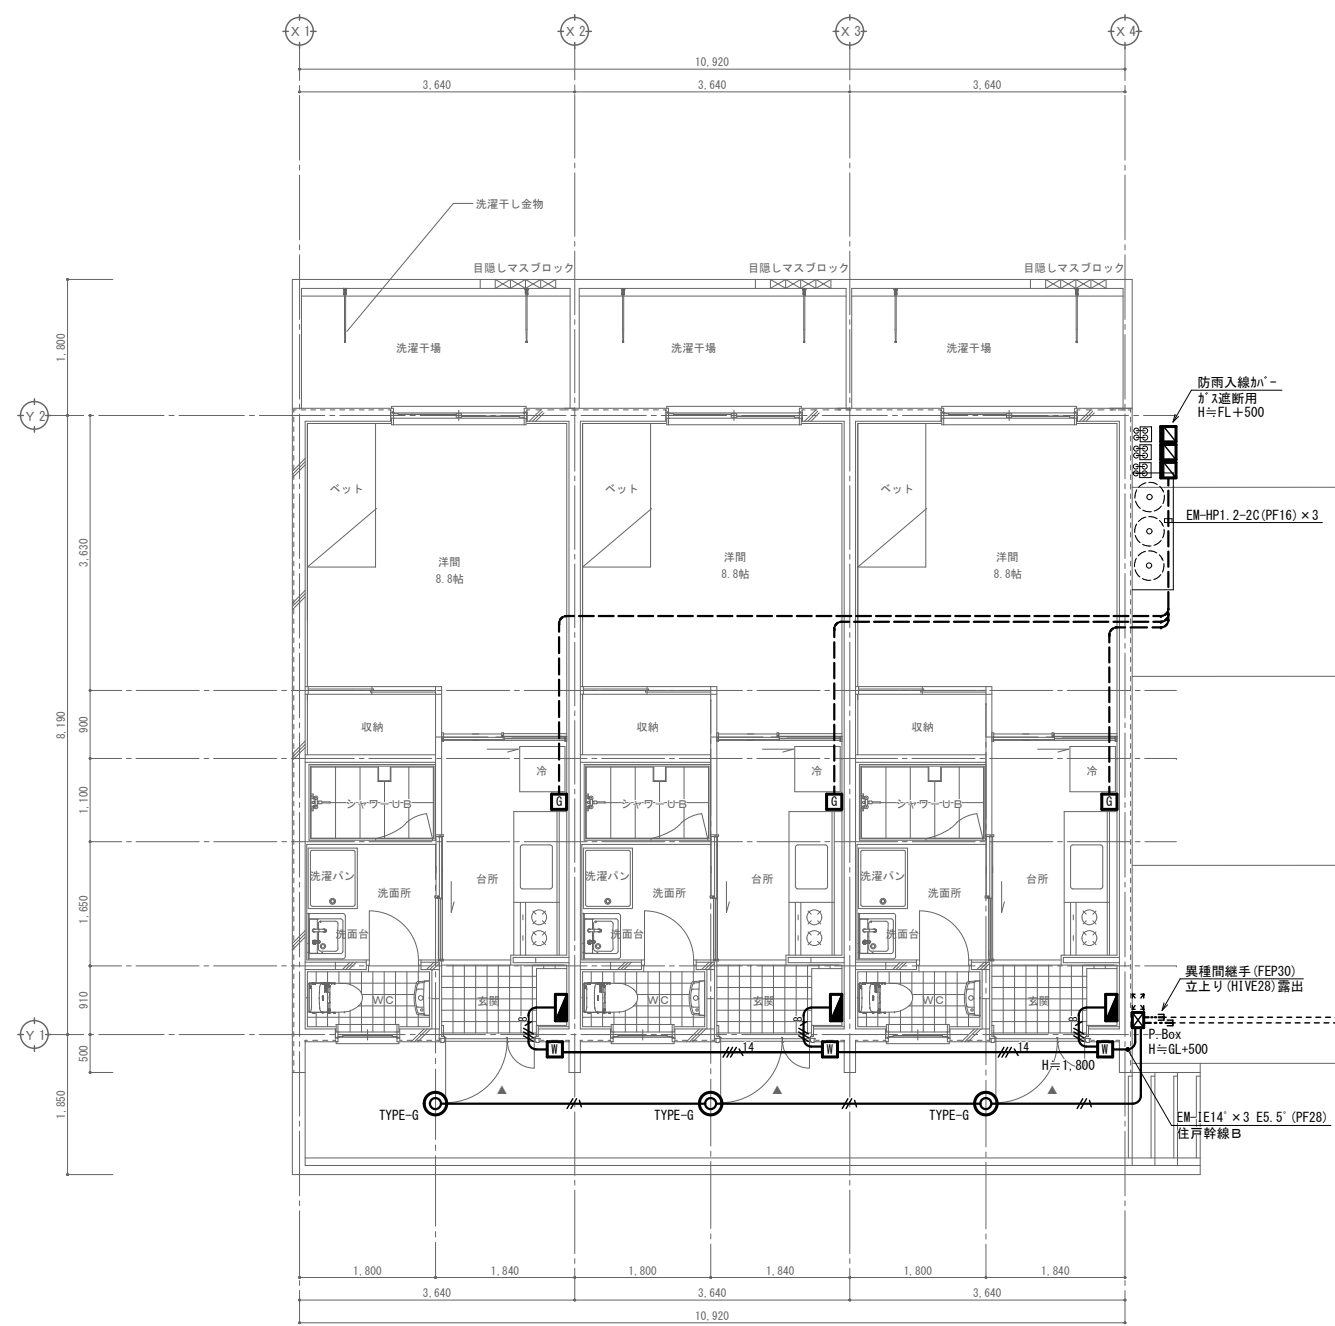 X1
X2
X3
X4
10,920
3,640
3,640
3,640
洗濯干し金物
目隠しマスブロック
目隠しマスブロック
目隠しマスブロック
1,800
洗濯干場
洗濯干場
洗濯干場
防雨入線ｶﾊﾞｰ
ｶﾞｽ遮断用
H≒FL+500
Y2
ベット
ベット
ベット
EM-HP1.2-2C(PF16)×3
3,630
洋間
8.8帖
洋間
8.8帖
洋間
8.8帖
8,190
900
収納
収納
収納
冷
冷
冷
1,100
シャワーUB
シャワーUB
シャワーUB
G
G
G
1,650
洗濯パン
洗面所
台所
洗濯パン
洗面所
台所
洗濯パン
洗面所
台所
洗面台
洗面台
洗面台
910
WC
玄関
WC
玄関
WC
玄関
異種間継手(FEP30)
立上り(HIVE28)露出
8
8
8
Y1
500
P.Box
H≒GL+500
W
14
W
14
W
H≒1,800
1,850
TYPE-G
TYPE-G
TYPE-G
EM-IE14゜×3 E5.5゜(PF28)
住戸幹線B
1,800
1,840
1,800
1,840
1,800
1,840
3,640
3,640
3,640
10,920